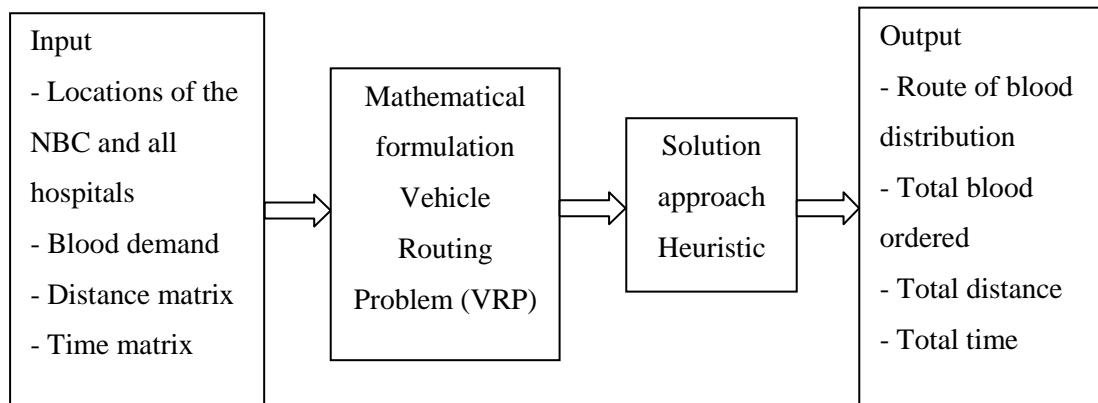 Input
- Locations of the
NBC and all
hospitals
- Blood demand
- Distance matrix
- Time matrix
Mathematical
formulation
Vehicle
Routing
Problem (VRP)
Solution
approach
Heuristic
Output
- Route of blood
distribution
- Total blood
ordered
- Total distance
- Total time